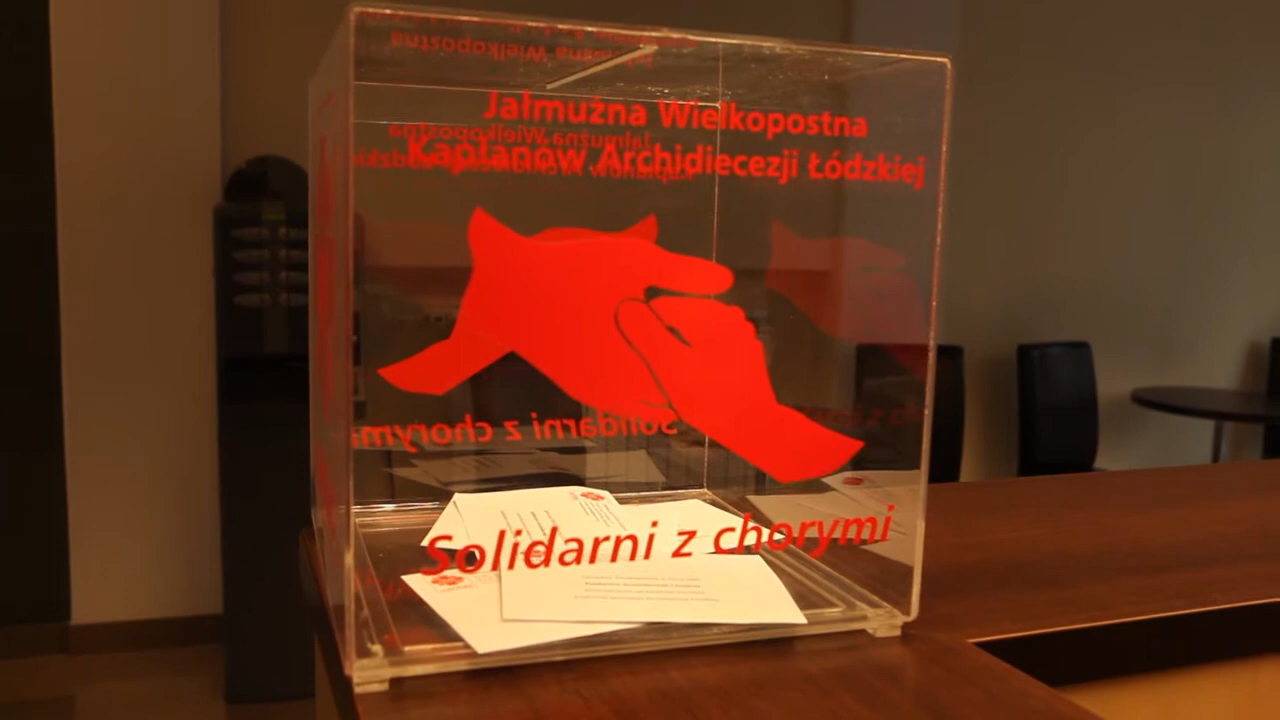 Jałmużna Wielkopostna
Kapłanów Archidiecezji Łódzkiej
Solidarni z chorymi